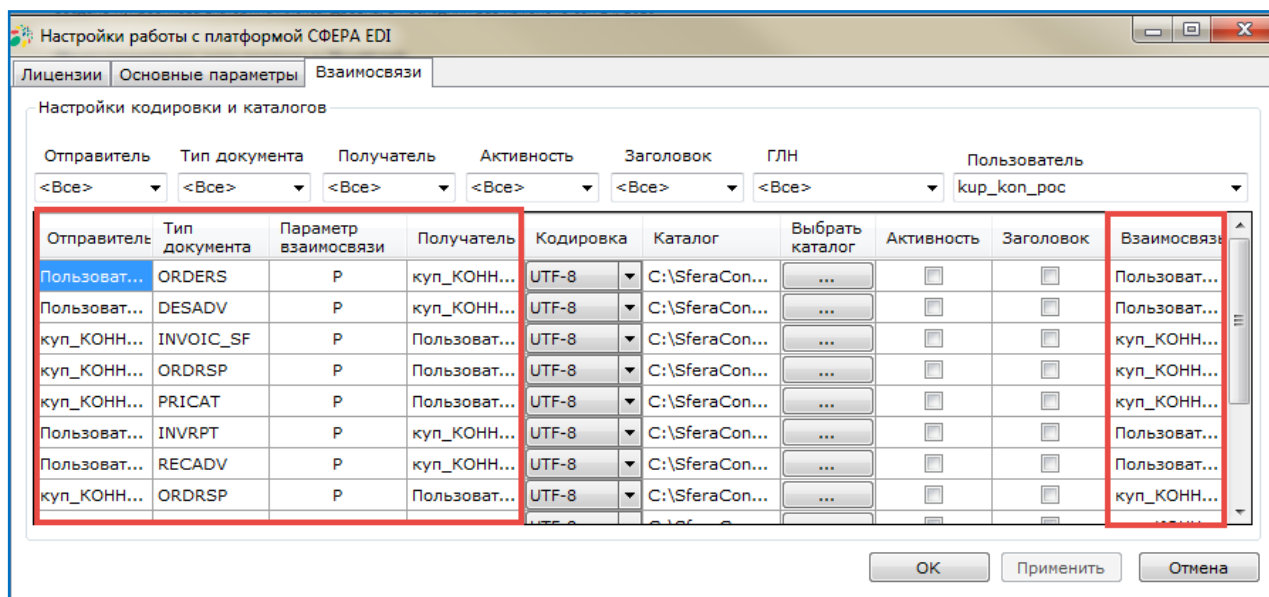 Настройки работы с платформой СФЕРА EDI
Лицензии Основные параметры Взаимосвязи
Настройки кодировки и каталогов
Отправитель Тип документа Получатель Активность Заголовок ГЛН Пользователь
<Все> <Все> <Все> <Все> <Все> <Все> kup_kon_poc
Отправитель Тип документа Параметр взаимосвязи Получатель Кодировка Каталог Выбрать каталог Активность Заголовок Взаимосвязь
Пользоват... ORDERS P куп_КОНН... UTF-8 C:\SferaCon... ... Пользоват...
Пользоват... DESADV P куп_КОНН... UTF-8 C:\SferaCon... ... Пользоват...
куп_КОНН... INVOIC_SF P Пользоват... UTF-8 C:\SferaCon... ... куп_КОНН...
куп_КОНН... ORDRSP P Пользоват... UTF-8 C:\SferaCon... ... куп_КОНН...
куп_КОНН... PRICAT P Пользоват... UTF-8 C:\SferaCon... ... куп_КОНН...
Пользоват... INVRPT P куп_КОНН... UTF-8 C:\SferaCon... ... Пользоват...
Пользоват... RECADV P куп_КОНН... UTF-8 C:\SferaCon... ... Пользоват...
куп_КОНН... ORDRSP P Пользоват... UTF-8 C:\SferaCon... ... куп_КОНН...
OK Применить Отмена